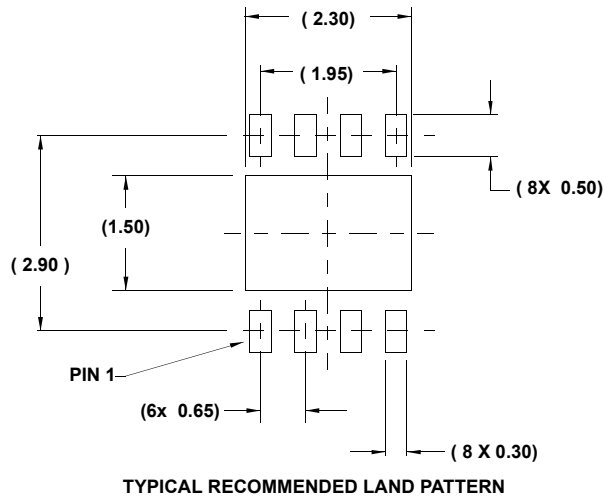 ( 2.30)
( 1.95)
( 8X  0.50)
(1.50)
( 2.90 )
PIN 1
(6x  0.65)
( 8 X 0.30)
TYPICAL RECOMMENDED LAND PATTERN